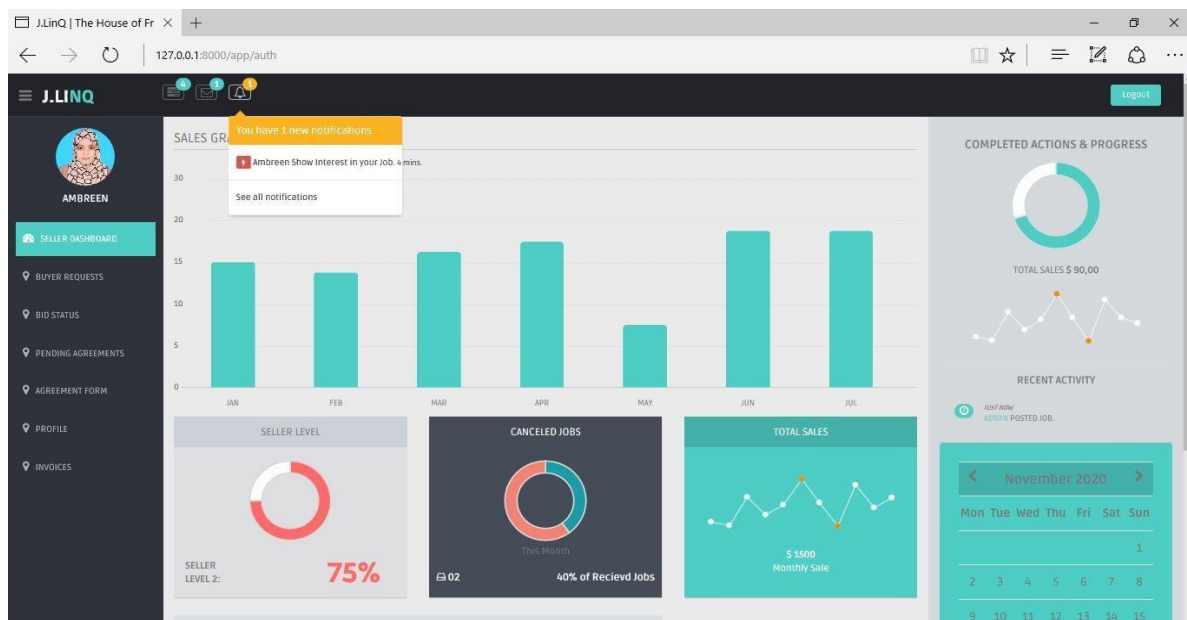 J.LinQ | The House of Fr
127.0.0.1:8000/app/auth
J.LINQ
4
1
1
Logout
AMBREEN
SELLER DASHBOARD
BUYER REQUESTS
BID STATUS
PENDING AGREEMENTS
AGREEMENT FORM
PROFILE
INVOICES
SALES GR
You have 1 new notifications
Ambreen Show Interest in your Job. 4 mins.
See all notifications
30
20
15
10
5
0
JAN FEB MAR APR MAY JUN JUL
SELLER LEVEL
SELLER
LEVEL 2:
75%
CANCELED JOBS
This Month
02
40% of Recievd Jobs
TOTAL SALES
$ 1500
Monthly Sale
COMPLETED ACTIONS & PROGRESS
TOTAL SALES $ 90,00
RECENT ACTIVITY
JUST NOW
ADNAN POSTED JOB.
November 2020
Mon Tue Wed Thu Fri Sat Sun
1
2 3 4 5 6 7 8
9 10 11 12 13 14 15